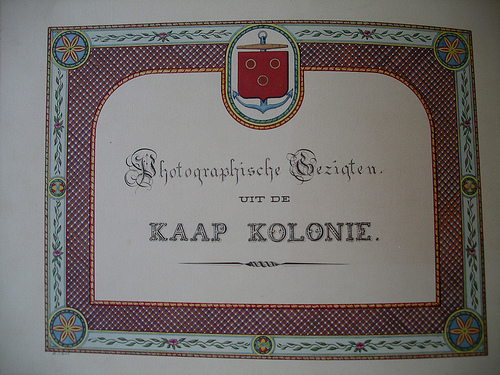 Photographische Gezigten.
UIT DE
KAAP KOLONIE.